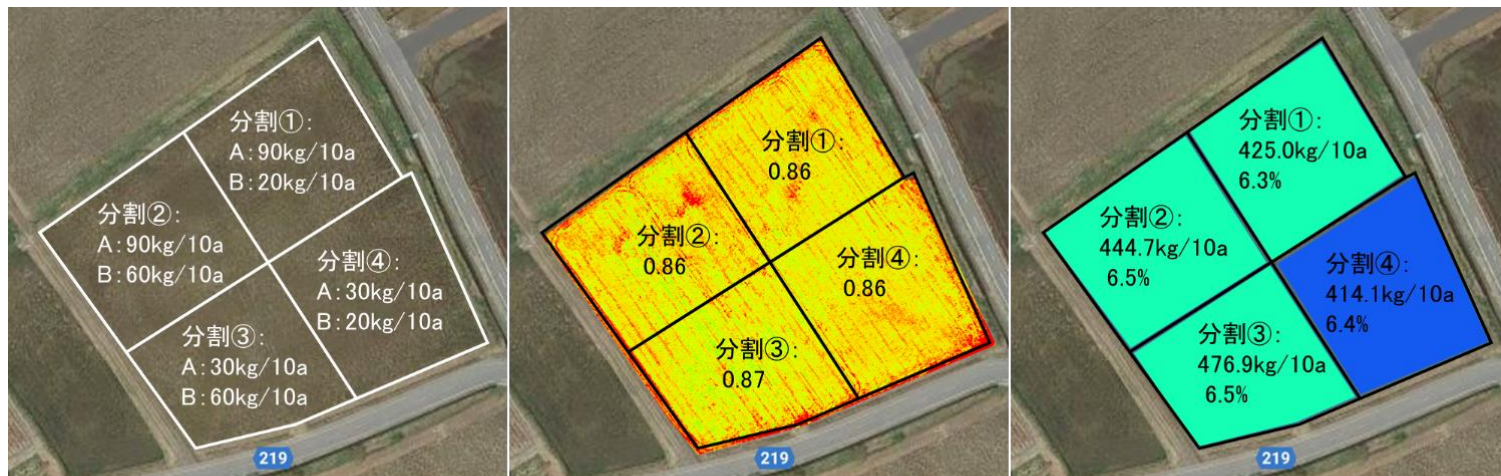 分割①:
A:90kg/10a
B:20kg/10a
分割②:
A:90kg/10a
B:60kg/10a
分割④:
A:30kg/10a
B:20kg/10a
分割③:
A:30kg/10a
B:60kg/10a
219
分割①:
0.86
分割②:
0.86
分割④:
0.86
分割③:
0.87
219
分割①:
425.0kg/10a
6.3%
分割②:
444.7kg/10a
6.5%
分割④:
414.1kg/10a
6.4%
分割③:
476.9kg/10a
6.5%
219